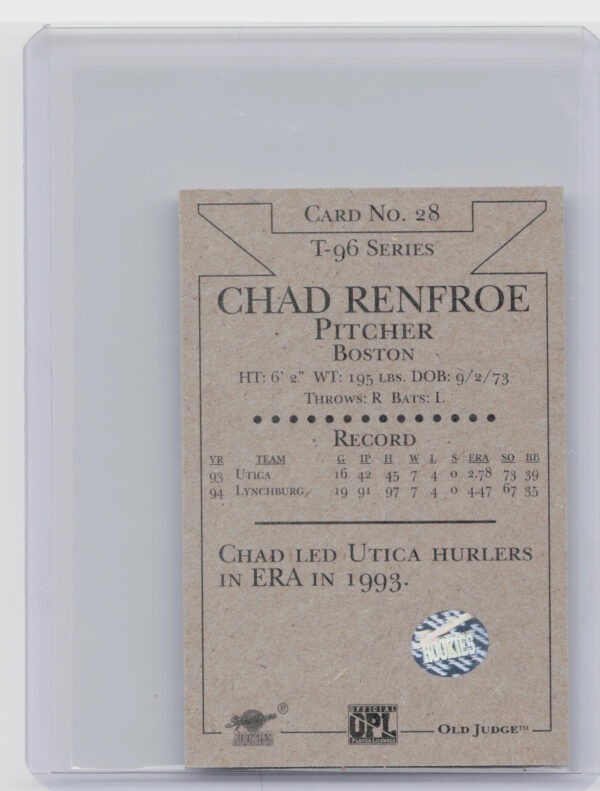 CARD NO. 28
T-96 SERIES
CHAD RENFROE
PITCHER
BOSTON
HT: 6' 2" WT: 195 LBS. DOB: 9/2/73
THROWS: R BATS: L
RECORD
YR TEAM G IP H W L S ERA SO BB
93 UTICA 16 42 45 7 4 0 2.78 73 39
94 LYNCHBURG 19 91 97 7 4 0 4.47 67 35
CHAD LED UTICA HURLERS
IN ERA IN 1993.
ROOKIES
ROOKIES ®
OFFICIAL
OPL
PLAYER LICENSEE
OLD JUDGE™